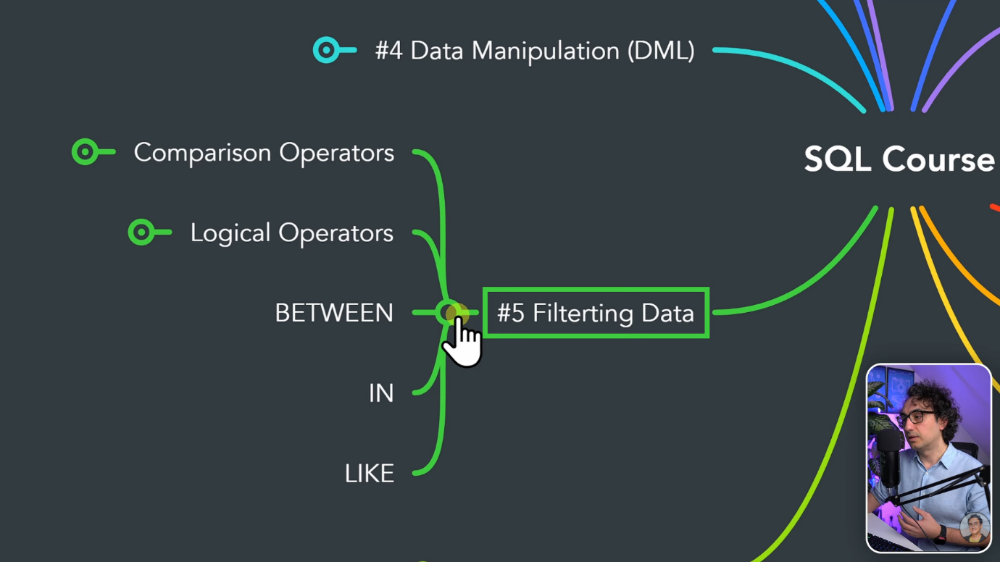 #4 Data Manipulation (DML)
Comparison Operators
SQL Course
Logical Operators
BETWEEN
#5 Filterting Data
IN
LIKE